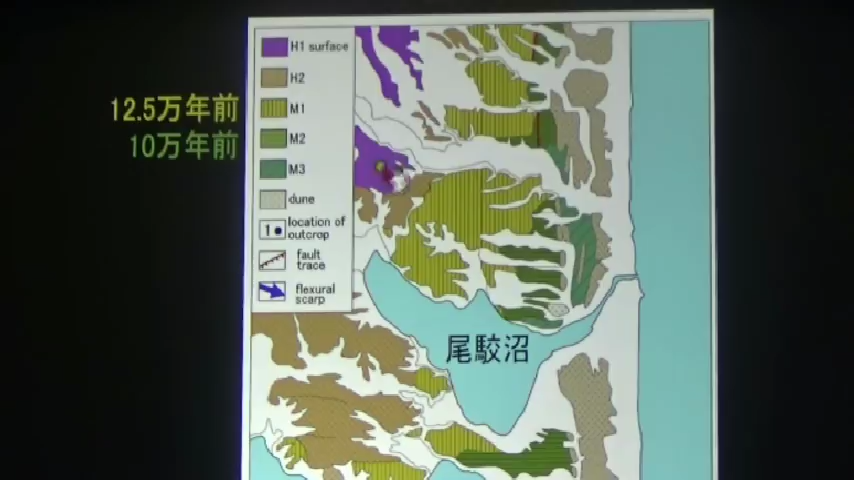 H1 surface
H2
12.5万年前
M1
10万年前
M2
M3
dune
1
location of
outcrop
fault
trace
flexural
scarp
尾駮沼